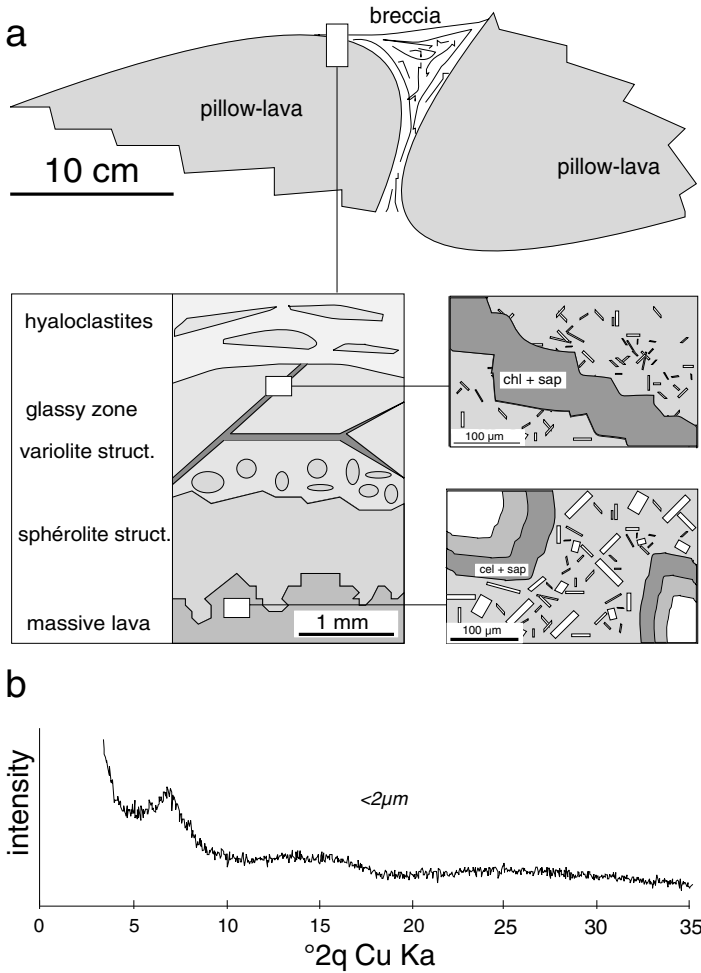 a
breccia
pillow-lava
pillow-lava
10 cm
hyaloclastites
glassy zone
variolite struct.
sphérolite struct.
massive lava
1 mm
chl + sap
100 µm
cel + sap
100 µm
b
intensity
<2µm
0 5 10 15 20 25 30 35
°2q Cu Ka